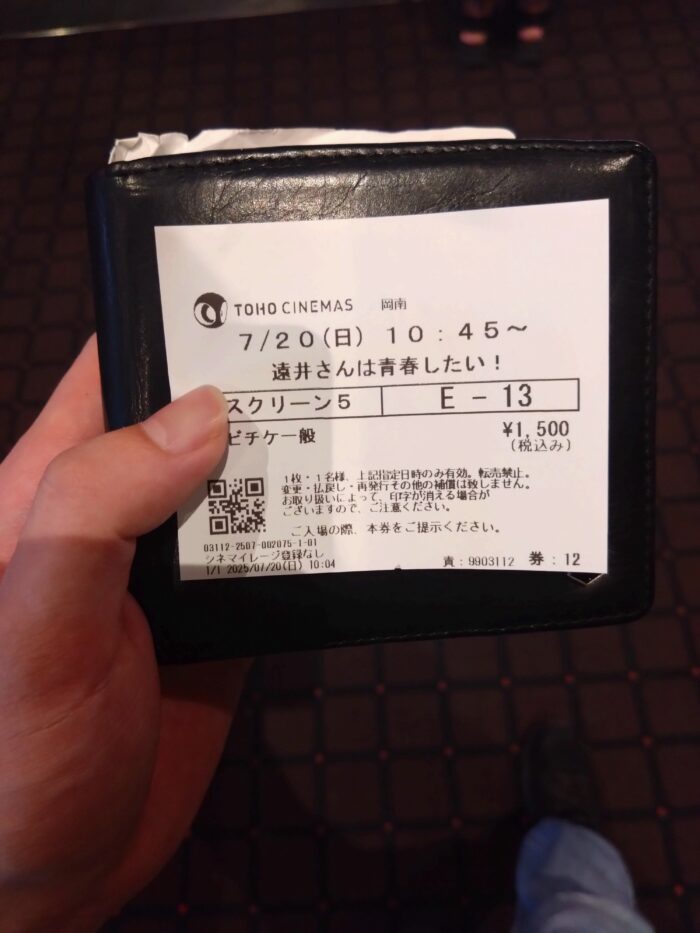 TOHO CINEMAS 岡南
7/20(日) 10:45～
遠井さんは青春したい!
スクリーン5 E-13
ビチケ一般 ¥1,500
(税込み)
1枚・1名様、上記指定日時のみ有効。転売禁止。
変更・払戻し・再発行その他の補償は致しません。
お取り扱いによって、印字が消える場合が
ございますので、ご注意ください。
ご入場の際、本券をご提示ください。
03112-2507-002075-1-01
シネマイレージ登録なし
1/1 2025/07/20(日) 10:04 責:9903112 券:12